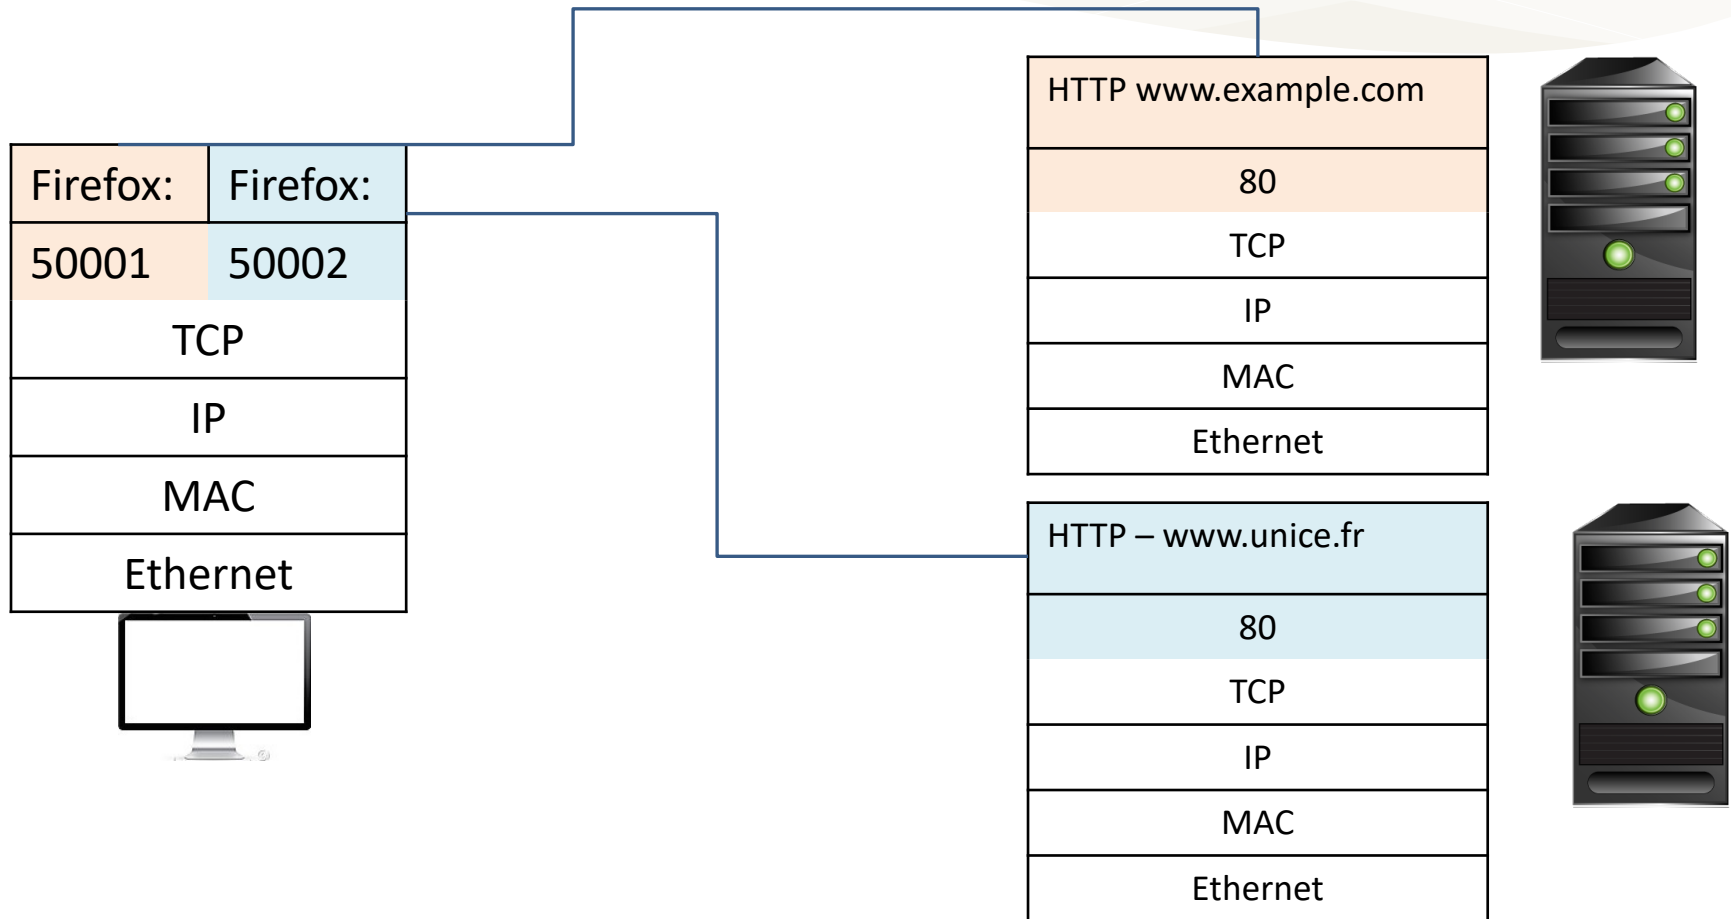 Firefox: Firefox:
50001 50002
TCP
IP
MAC
Ethernet
HTTP www.example.com
80
TCP
IP
MAC
Ethernet
HTTP – www.unice.fr
80
TCP
IP
MAC
Ethernet